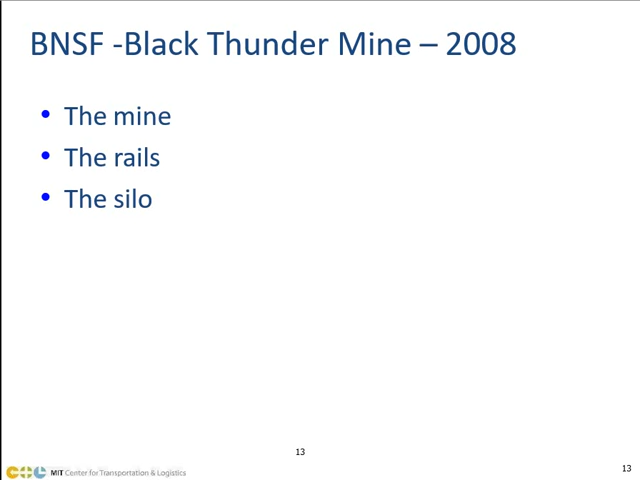 BNSF -Black Thunder Mine – 2008
• The mine
• The rails
• The silo
13
MIT Center for Transportation & Logistics
13